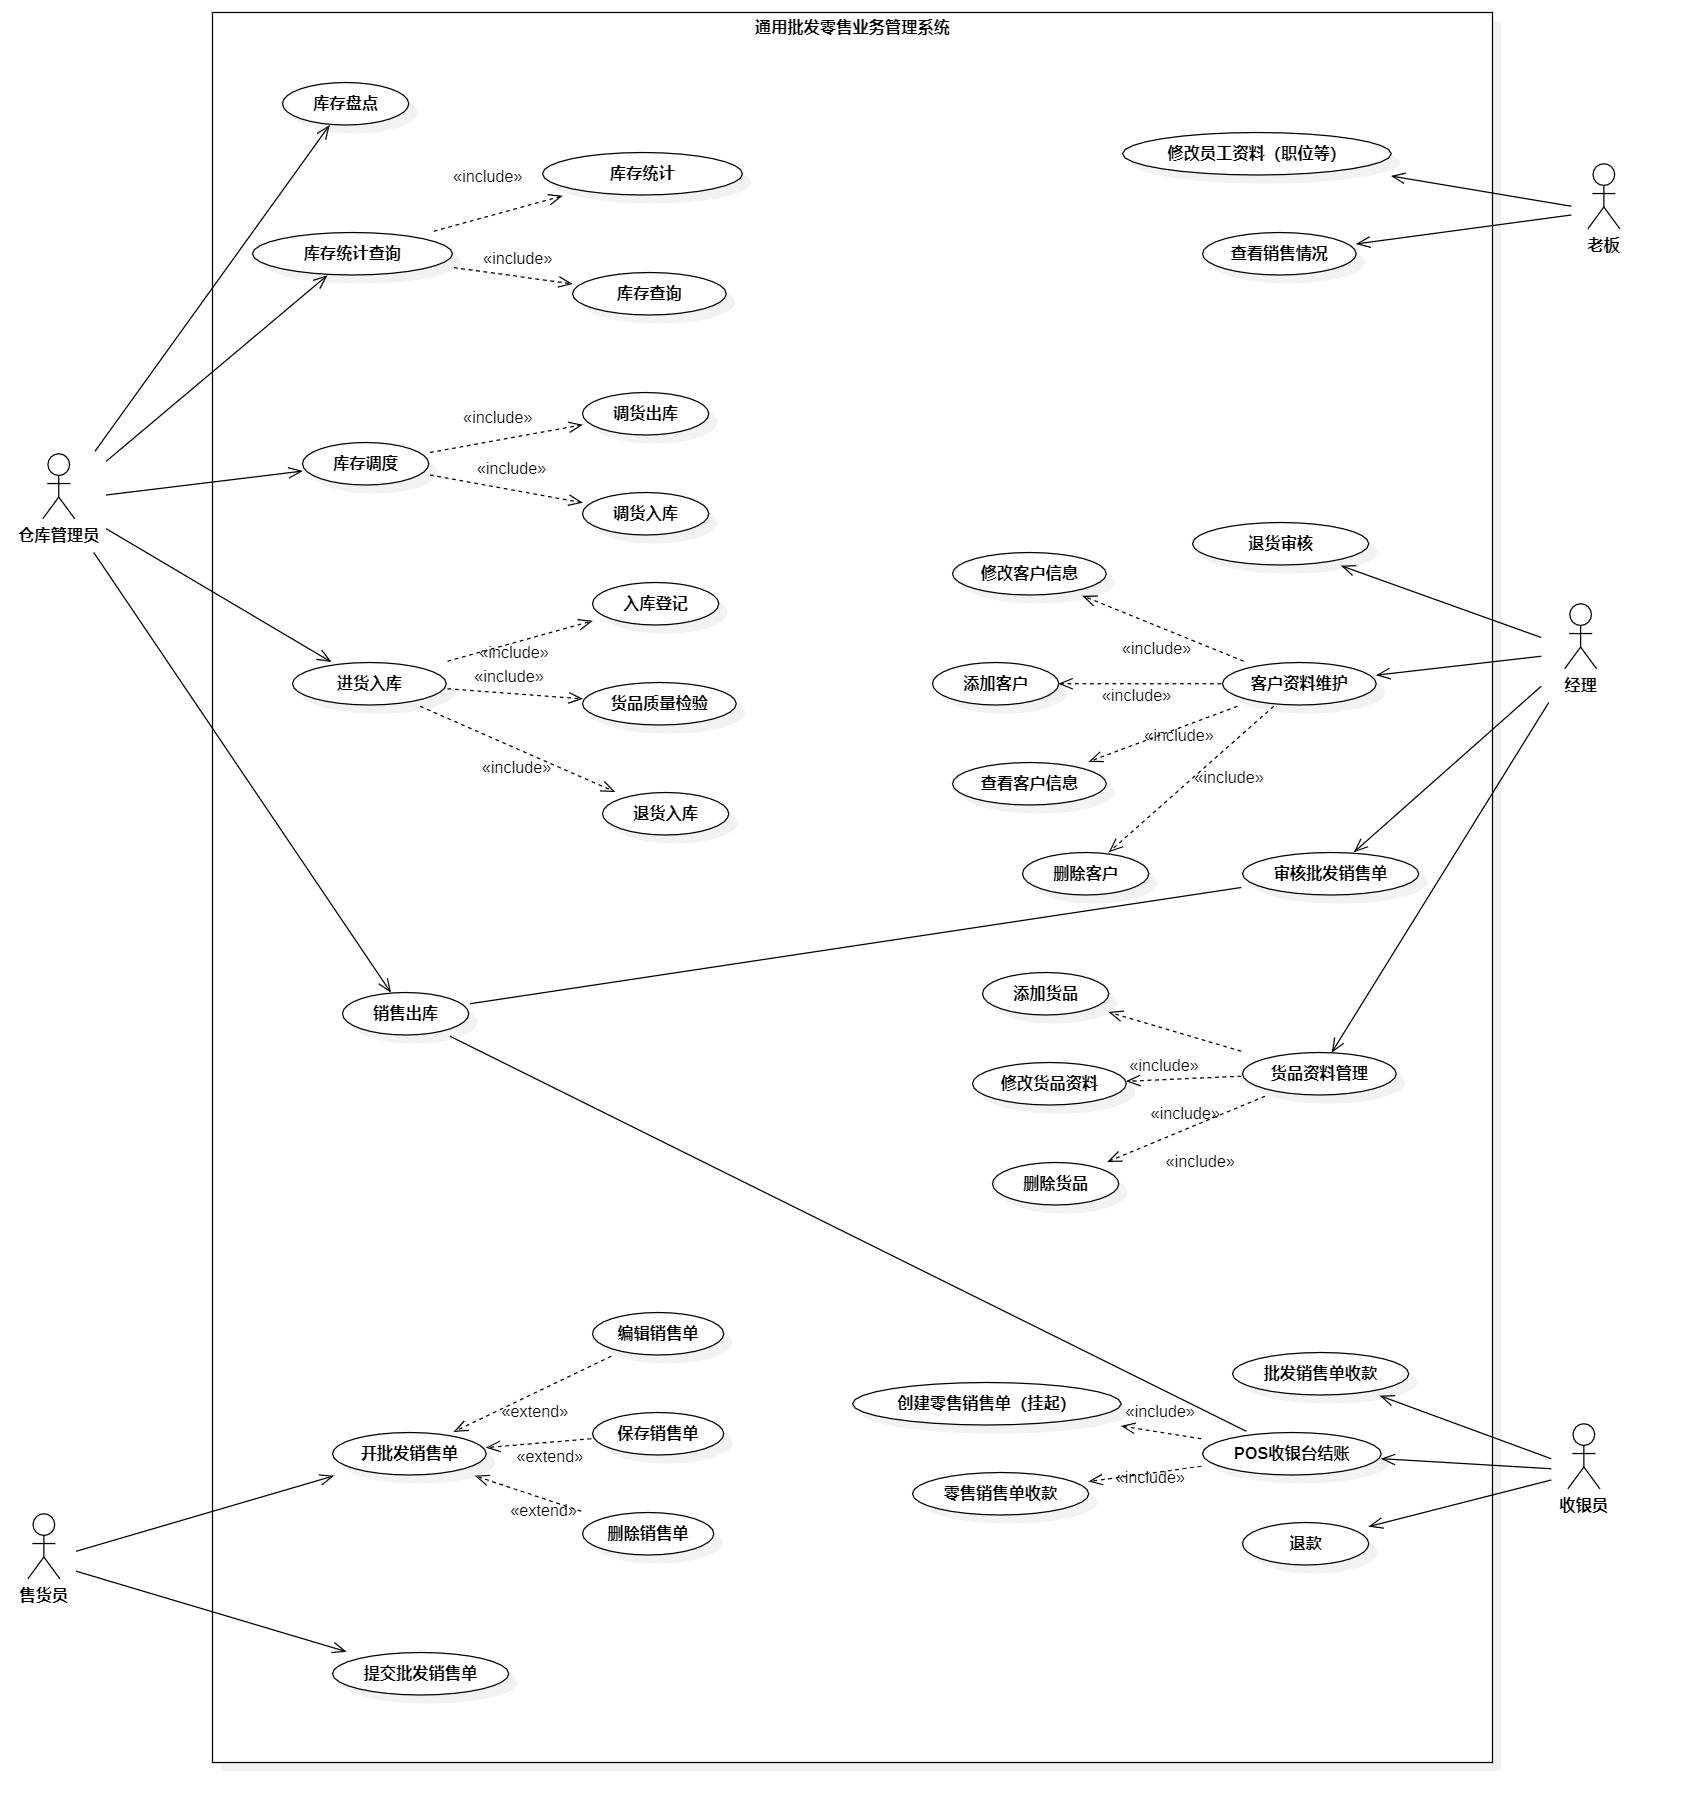 通用批发零售业务管理系统
库存盘点
修改员工资料（职位等）
«include»
库存统计
老板
库存统计查询
查看销售情况
«include»
库存查询
«include»
调货出库
库存调度
«include»
调货入库
仓库管理员
退货审核
修改客户信息
入库登记
«include»
«include»
«include»
进货入库
添加客户
客户资料维护
经理
«include»
货品质量检验
«include»
«include»
«include»
查看客户信息
退货入库
删除客户
审核批发销售单
添加货品
销售出库
«include»
修改货品资料
货品资料管理
«include»
«include»
删除货品
编辑销售单
批发销售单收款
创建零售销售单（挂起）
«include»
«extend»
保存销售单
开批发销售单
POS收银台结账
«extend»
«include»
零售销售单收款
收银员
«extend»
删除销售单
退款
售货员
提交批发销售单